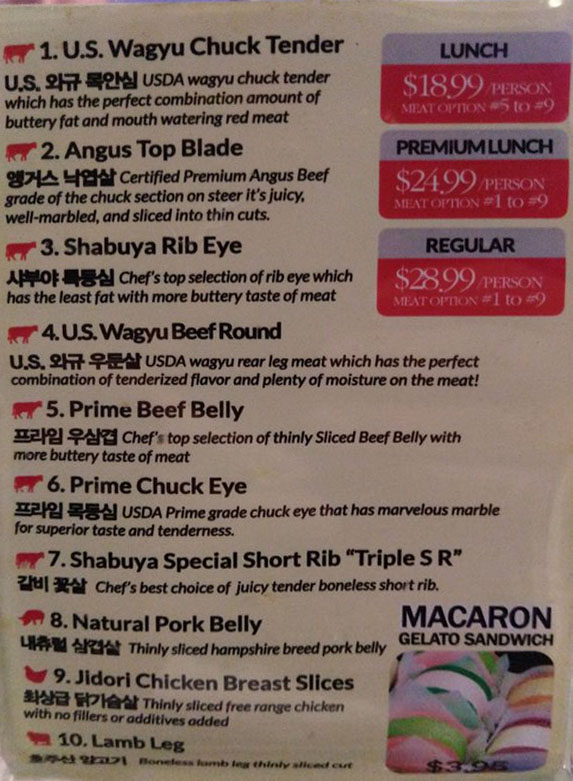 1. U.S. Wagyu Chuck Tender
U.S. 와규 목안심 USDA wagyu chuck tender
which has the perfect combination amount of
buttery fat and mouth watering red meat
2. Angus Top Blade
앵거스 낙엽살 Certified Premium Angus Beef
grade of the chuck section on steer it's juicy,
well-marbled, and sliced into thin cuts.
3. Shabuya Rib Eye
샤부야 특등심 Chef's top selection of rib eye which
has the least fat with more buttery taste of meat
LUNCH
$18.99/PERSON
MEAT OPTION #5 to #9
PREMIUM LUNCH
$24.99/PERSON
MEAT OPTION #1 to #9
REGULAR
$28.99/PERSON
MEAT OPTION #1 to #9
4. U.S. Wagyu Beef Round
U.S. 와규 우둔살 USDA wagyu rear leg meat which has the perfect
combination of tenderized flavor and plenty of moisture on the meat!
5. Prime Beef Belly
프라임 우삼겹 Chef's top selection of thinly Sliced Beef Belly with
more buttery taste of meat
6. Prime Chuck Eye
프라임 목등심 USDA Prime grade chuck eye that has marvelous marble
for superior taste and tenderness.
7. Shabuya Special Short Rib "Triple S R"
갈비 꽃살 Chef's best choice of juicy tender boneless short rib.
8. Natural Pork Belly
내츄럴 삼겹살 Thinly sliced hampshire breed pork belly
9. Jidori Chicken Breast Slices
최상급 닭가슴살 Thinly sliced free range chicken
with no fillers or additives added
10. Lamb Leg
호주산 양고기 Boneless lamb leg thinly sliced cut
MACARON
GELATO SANDWICH
$3.95